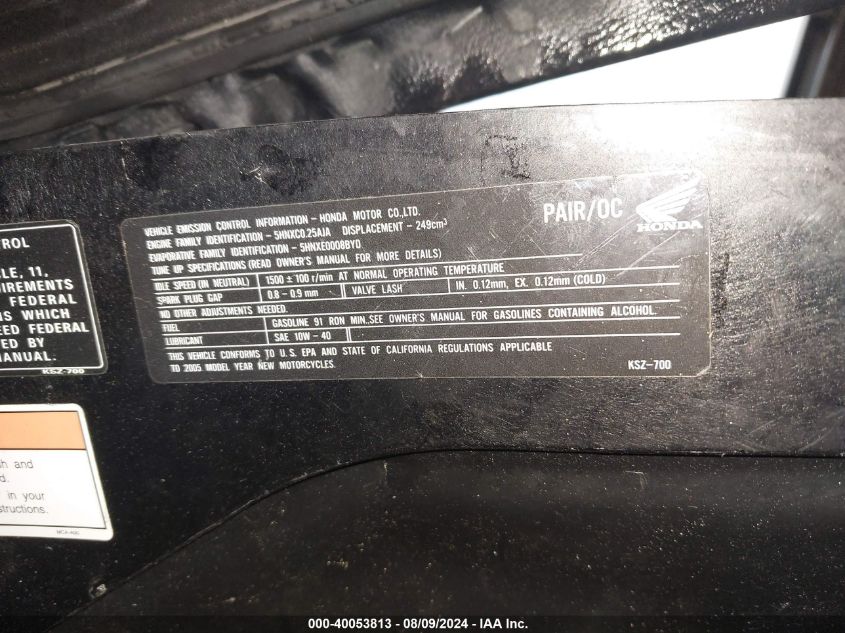 VEHICLE EMISSION CONTROL INFORMATION - HONDA MOTOR CO.,LTD.
ENGINE FAMILY IDENTIFICATION - 5HNXC0.25AJA DISPLACEMENT - 249cm³
EVAPORATIVE FAMILY IDENTIFICATION - 5HNXE0008BYD
TUNE UP SPECIFICATIONS (READ OWNER'S MANUAL FOR MORE DETAILS)
IDLE SPEED (IN NEUTRAL) 1500 ± 100 r/min AT NORMAL OPERATING TEMPERATURE
SPARK PLUG GAP 0.8 - 0.9 mm VALVE LASH IN. 0.12mm, EX. 0.12mm (COLD)
NO OTHER ADJUSTMENTS NEEDED.
FUEL GASOLINE 91 RON MIN.,SEE OWNER'S MANUAL FOR GASOLINES CONTAINING ALCOHOL.
LUBRICANT SAE 10W - 40
THIS VEHICLE CONFORMS TO U.S. EPA AND STATE OF CALIFORNIA REGULATIONS APPLICABLE
TO 2005 MODEL YEAR NEW MOTORCYCLES.
PAIR/OC
HONDA
KSZ-700
ROL
LE, 11,
UIREMENTS
FEDERAL
S WHICH
EED FEDERAL
ED BY
MANUAL.
KSZ-700
h and
d.
in your
structions.
000-40053813 - 08/09/2024 - IAA Inc.